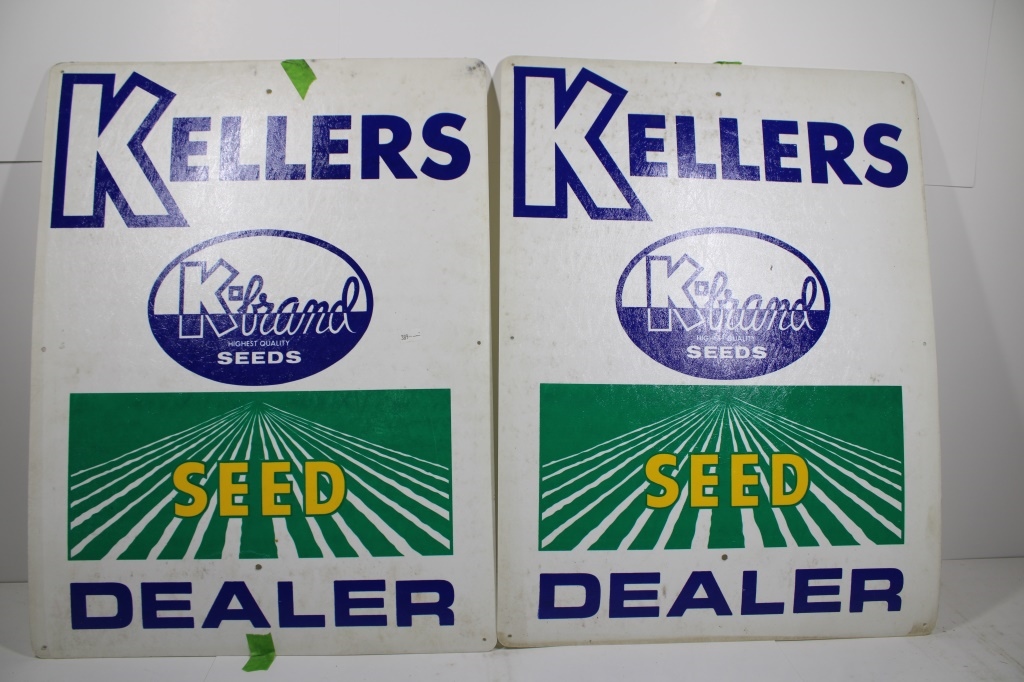 KELLERS
K-brand
HIGHEST QUALITY
SEEDS
SEED
DEALER
KELLERS
K-brand
HIGHEST QUALITY
SEEDS
SEED
DEALER